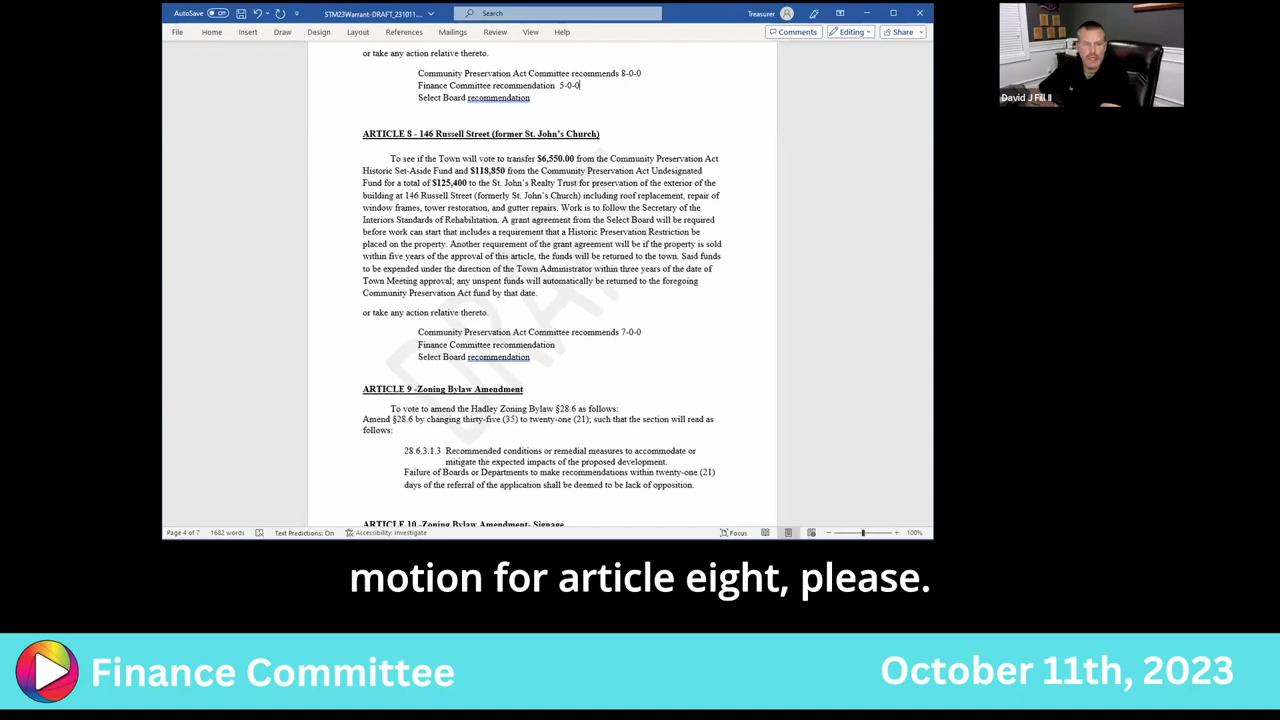 AutoSave Off STM23Warrant-DRAFT_231011... Search Treasurer
File Home Insert Draw Design Layout References Mailings Review View Help Comments Editing Share
or take any action relative thereto.
Community Preservation Act Committee recommends 8-0-0
Finance Committee recommendation 5-0-0
Select Board recommendation
ARTICLE 8 - 146 Russell Street (former St. John's Church)
To see if the Town will vote to transfer $6,550.00 from the Community Preservation Act
Historic Set-Aside Fund and $118,850 from the Community Preservation Act Undesignated
Fund for a total of $125,400 to the St. John's Realty Trust for preservation of the exterior of the
building at 146 Russell Street (formerly St. John's Church) including roof replacement, repair of
window frames, tower restoration, and gutter repairs. Work is to follow the Secretary of the
Interiors Standards of Rehabilitation. A grant agreement from the Select Board will be required
before work can start that includes a requirement that a Historic Preservation Restriction be
placed on the property. Another requirement of the grant agreement will be if the property is sold
within five years of the approval of this article, the funds will be returned to the town. Said funds
to be expended under the direction of the Town Administrator within three years of the date of
Town Meeting approval; any unspent funds will automatically be returned to the foregoing
Community Preservation Act fund by that date.
or take any action relative thereto.
Community Preservation Act Committee recommends 7-0-0
Finance Committee recommendation
Select Board recommendation
DRAFT
ARTICLE 9 -Zoning Bylaw Amendment
To vote to amend the Hadley Zoning Bylaw §28.6 as follows:
Amend §28.6 by changing thirty-five (35) to twenty-one (21); such that the section will read as
follows:
28.6.3.1.3 Recommended conditions or remedial measures to accommodate or
mitigate the expected impacts of the proposed development.
Failure of Boards or Departments to make recommendations within twenty-one (21)
days of the referral of the application shall be deemed to be lack of opposition.
ARTICLE 10 -Zoning Bylaw Amendment- Signage
Page 4 of 7 1682 words Text Predictions: On Accessibility: Investigate Focus 100%
David J Fill II
motion for article eight, please.
Finance Committee
October 11th, 2023